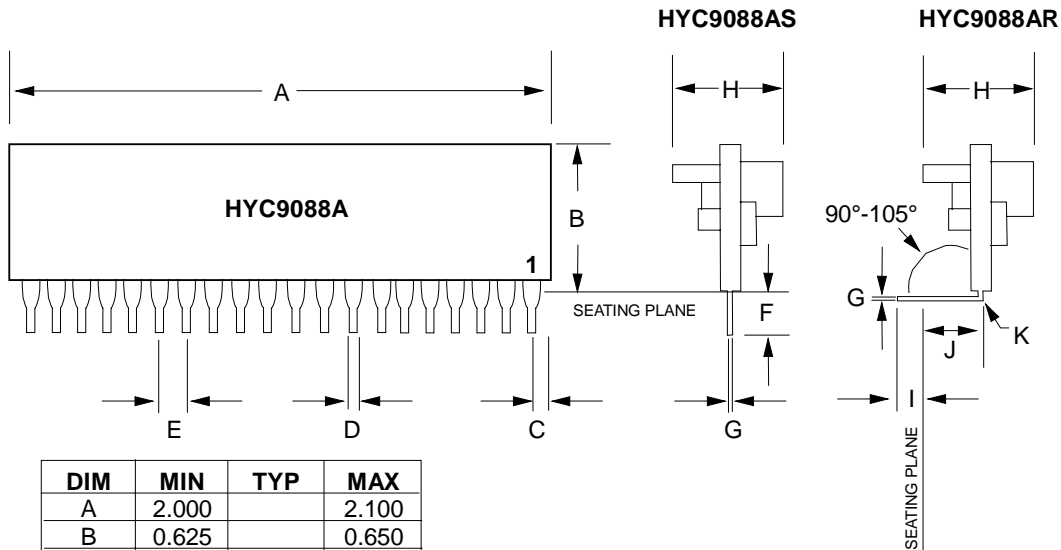 HYC9088AS
HYC9088AR
A
H
H
HYC9088A
B
90°-105°
1
SEATING PLANE
F
G
J
K
I
E
D
C
G
SEATING PLANE
DIM MIN TYP MAX
A 2.000 2.100
B 0.625 0.650